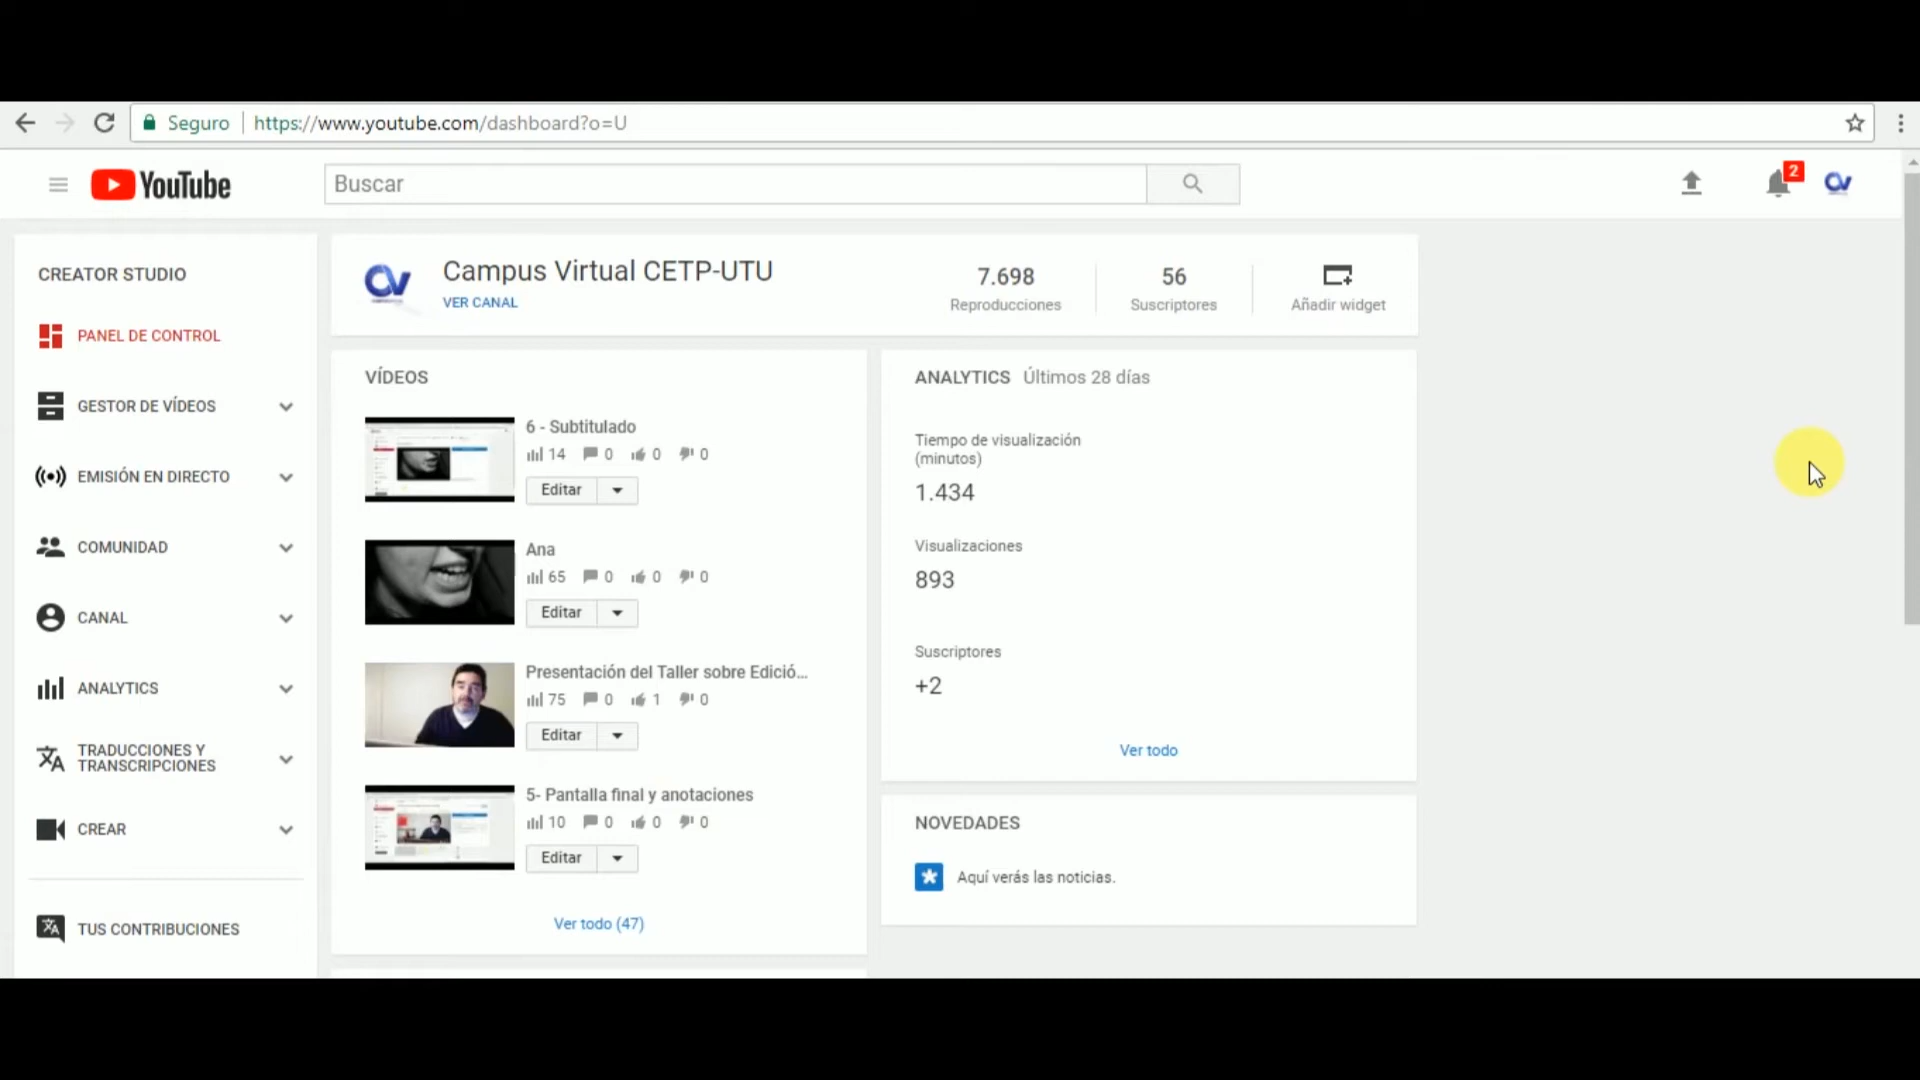 Seguro
https://www.youtube.com/dashboard?o=U
YouTube
Buscar
2
CV
CREATOR STUDIO
PANEL DE CONTROL
GESTOR DE VÍDEOS
EMISIÓN EN DIRECTO
COMUNIDAD
CANAL
ANALYTICS
TRADUCCIONES Y
TRANSCRIPCIONES
CREAR
TUS CONTRIBUCIONES
CV
Campus Virtual CETP-UTU
VER CANAL
7.698
Reproducciones
56
Suscriptores
Añadir widget
VÍDEOS
6 - Subtitulado
14 0 0 0
Editar
Ana
65 0 0 0
Editar
Presentación del Taller sobre Edició...
75 0 1 0
Editar
5- Pantalla final y anotaciones
10 0 0 0
Editar
Ver todo (47)
ANALYTICS Últimos 28 días
Tiempo de visualización
(minutos)
1.434
Visualizaciones
893
Suscriptores
+2
Ver todo
NOVEDADES
Aquí verás las noticias.